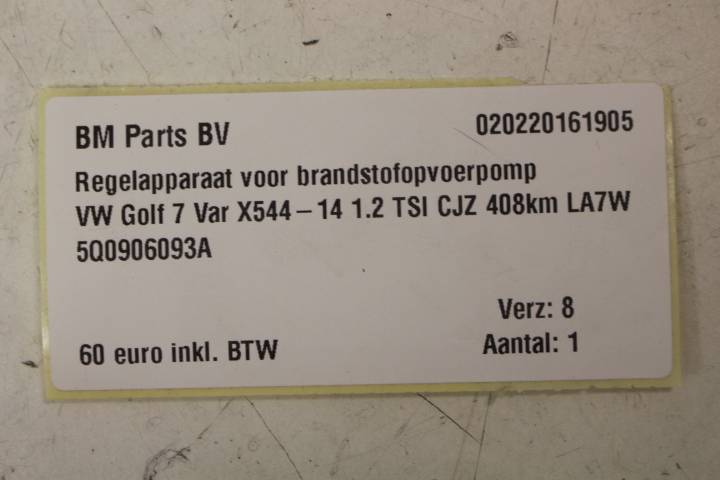 BM Parts BV 020220161905
Regelapparaat voor brandstofopvoerpomp
VW Golf 7 Var X544-14 1.2 TSI CJZ 408km LA7W
5Q0906093A
Verz: 8
60 euro inkl. BTW Aantal: 1